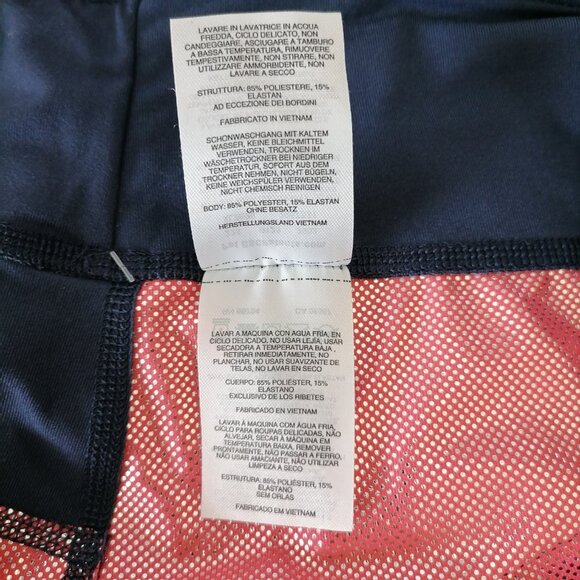 LAVARE IN LAVATRICE IN ACQUA
FREDDA, CICLO DELICATO, NON
CANDEGGIARE, ASCIUGARE A TAMBURO
A BASSA TEMPERATURA, RIMUOVERE
TEMPESTIVAMENTE, NON STIRARE, NON
UTILIZZARE AMMORBIDENTE, NON
LAVARE A SECCO
STRUTTURA: 85% POLIESTERE, 15%
ELASTAN
AD ECCEZIONE DEI BORDINI
FABBRICATO IN VIETNAM
SCHONWASCHGANG MIT KALTEM
WASSER, KEINE BLEICHMITTEL
VERWENDEN, TROCKNEN IM
WÄSCHETROCKNER BEI NIEDRIGER
TEMPERATUR, SOFORT AUS DEM
TROCKNER NEHMEN, NICHT BÜGELN,
KEINE WEICHSPÜLER VERWENDEN,
NICHT CHEMISCH REINIGEN
BODY: 85% POLYESTER, 15% ELASTAN
OHNE BESATZ
HERSTELLUNGSLAND VIETNAM
LAVAR A MAQUINA CON AGUA FRIA, EN
CICLO DELICADO, NO USAR LEJÍA, USAR
SECADORA A TEMPERATURA BAJA,
RETIRAR INMEDIATAMENTE, NO
PLANCHAR, NO USAR SUAVIZANTE DE
TELAS, NO LAVAR EN SECO
CUERPO: 85% POLIÉSTER, 15%
ELASTANO
EXCLUSIVO DE LOS RIBETES
FABRICADO EN VIETNAM
LAVAR À MÁQUINA COM ÁGUA FRIA,
CICLO PARA ROUPAS DELICADAS, NÃO
ALVEJAR, SECAR À MÁQUINA EM
TEMPERATURA BAIXA, REMOVER
PRONTAMENTE, NÃO PASSAR A FERRO,
NÃO USAR AMACIANTE, NÃO UTILIZAR
LIMPEZA A SECO
ESTRUTURA: 85% POLIÉSTER, 15%
ELASTANO
SEM ORLAS
FABRICADO EM VIETNAM